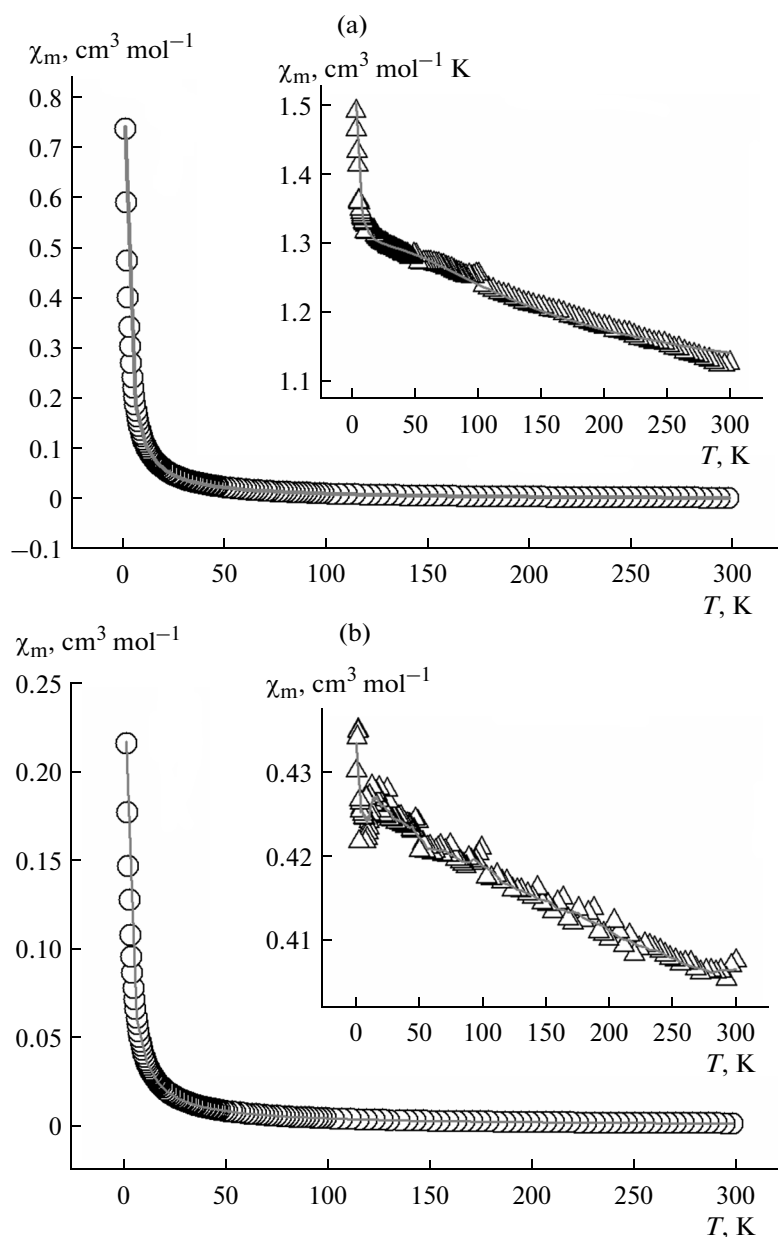 (a)
χm, cm³ mol−1
0.8
0.7
0.6
0.5
0.4
0.3
0.2
0.1
0
−0.1
0 50 100 150 200 250 300
T, K
χm, cm³ mol−1 K
1.5
1.4
1.3
1.2
1.1
0 50 100 150 200 250 300
T, K
(b)
χm, cm³ mol−1
0.25
0.20
0.15
0.10
0.05
0
0 50 100 150 200 250 300
T, K
χm, cm³ mol−1
0.43
0.42
0.41
0 50 100 150 200 250 300
T, K